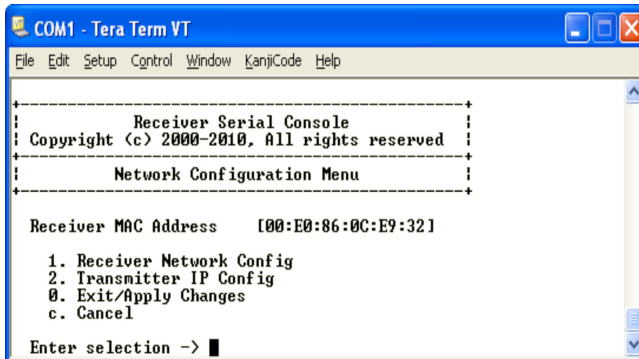 COM1 - Tera Term VT
File Edit Setup Control Window KanjiCode Help
Receiver Serial Console
Copyright (c) 2000-2010, All rights reserved
Network Configuration Menu
Receiver MAC Address [00:E0:86:0C:E9:32]
1. Receiver Network Config
2. Transmitter IP Config
0. Exit/Apply Changes
c. Cancel
Enter selection ->